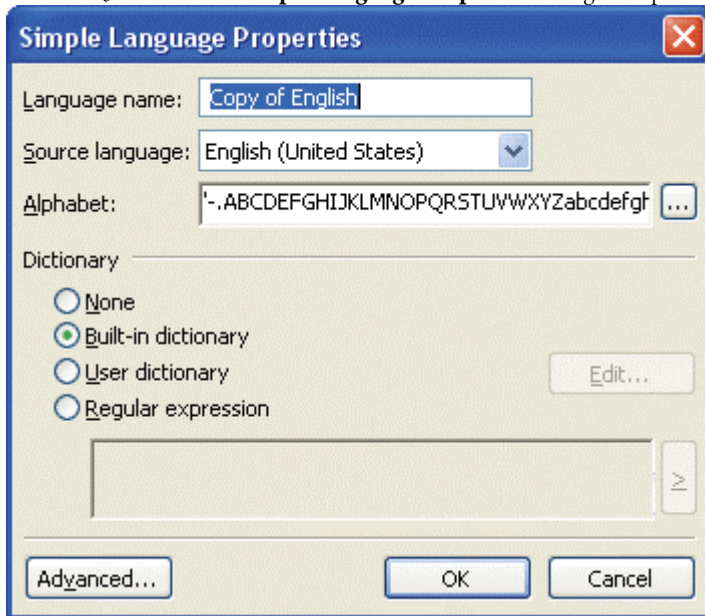 Simple Language Properties
Language name: Copy of English
Source language: English (United States)
Alphabet: '-.ABCDEFGHIJKLMNOPQRSTUVWXYZabcdefgh ...
Dictionary
None
Built-in dictionary
User dictionary Edit...
Regular expression
≥
Advanced... OK Cancel